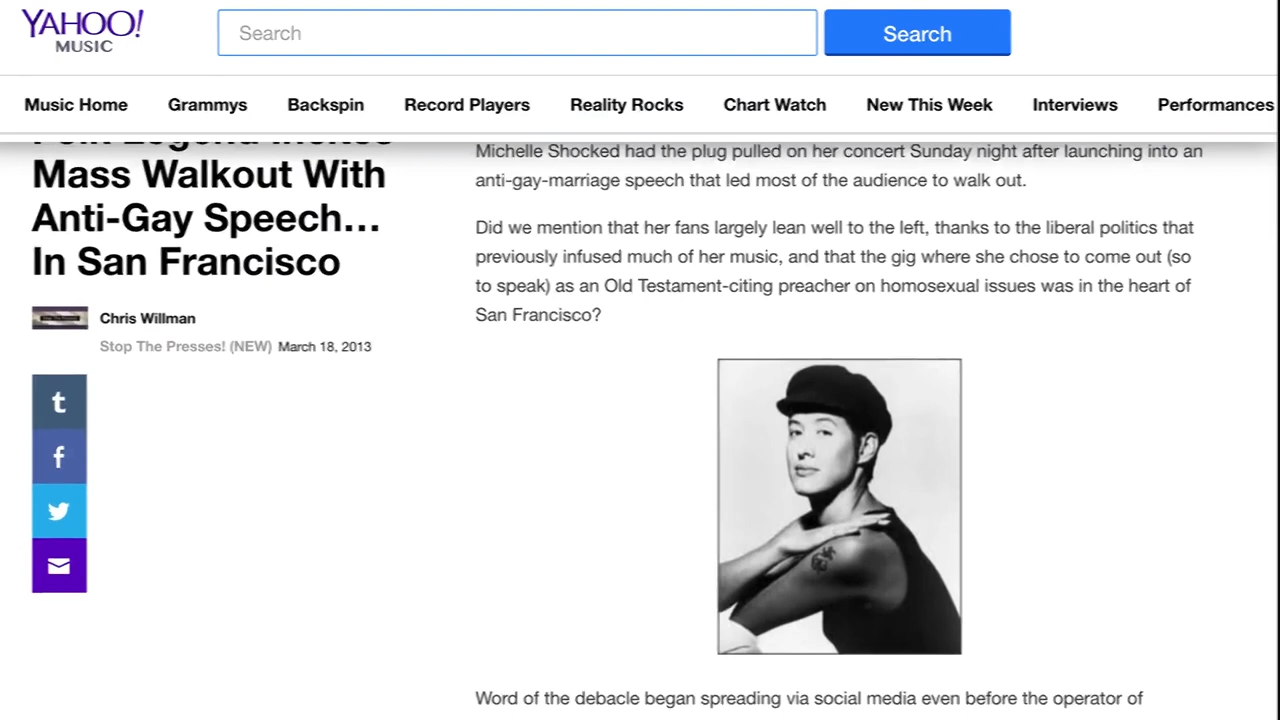 YAHOO!
MUSIC
Search
Search
Music Home
Grammys
Backspin
Record Players
Reality Rocks
Chart Watch
New This Week
Interviews
Performances
Mass Walkout With
Anti-Gay Speech...
In San Francisco
Chris Willman
Stop The Presses! (NEW) March 18, 2013
Michelle Shocked had the plug pulled on her concert Sunday night after launching into an
anti-gay-marriage speech that led most of the audience to walk out.
Did we mention that her fans largely lean well to the left, thanks to the liberal politics that
previously infused much of her music, and that the gig where she chose to come out (so
to speak) as an Old Testament-citing preacher on homosexual issues was in the heart of
San Francisco?
Word of the debacle began spreading via social media even before the operator of